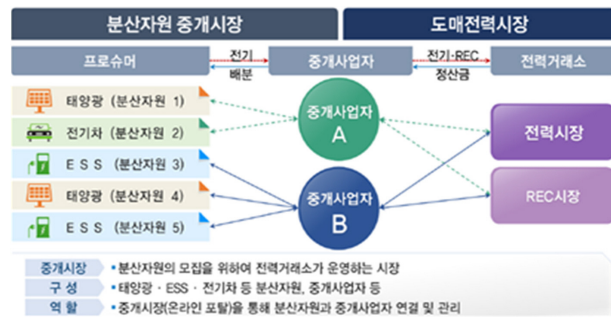 분산자원 중개시장
도매전력시장
프로슈머
전기
배분
중개사업자
전기·REC
정산금
전력거래소
태양광 (분산자원 1)
전기차 (분산자원 2)
E S S (분산자원 3)
태양광 (분산자원 4)
E S S (분산자원 5)
중개사업자
A
중개사업자
B
전력시장
REC시장
중개시장 • 분산자원의 모집을 위하여 전력거래소가 운영하는 시장
구 성 • 태양광 · ESS · 전기차 등 분산자원, 중개사업자 등
역 할 • 중개시장(온라인 포탈)을 통해 분산자원과 중개사업자 연결 및 관리